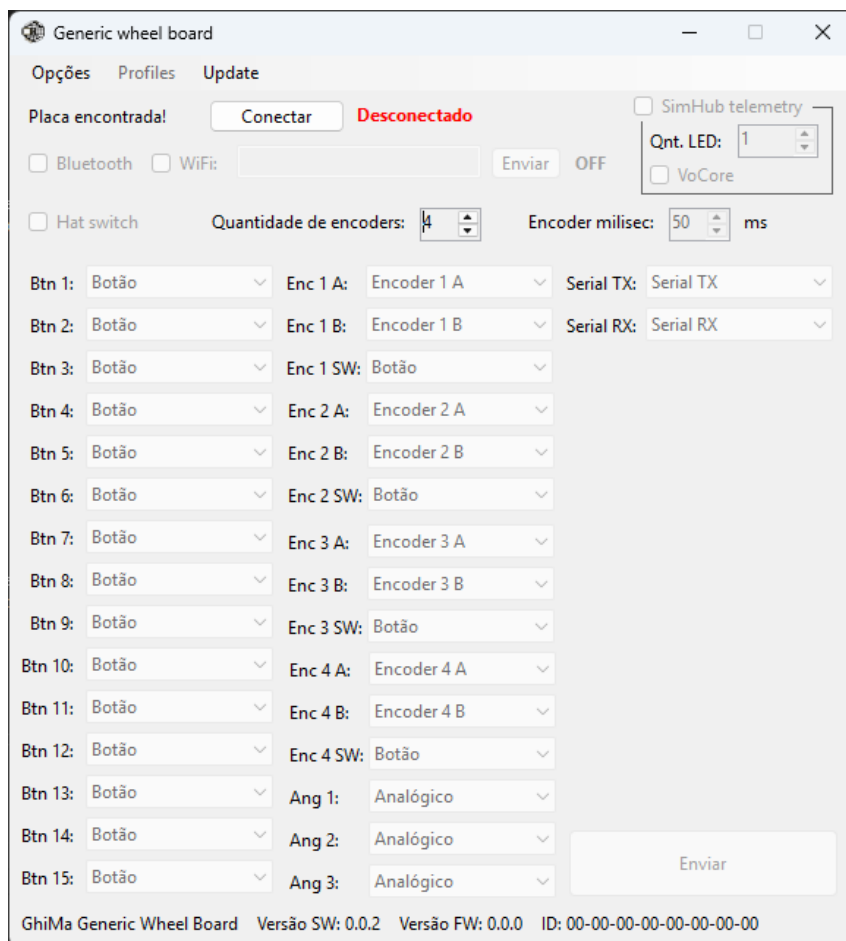 Generic wheel board
Opções Profiles Update
Placa encontrada! Conectar Desconectado SimHub telemetry
Qnt. LED: 1
Bluetooth WiFi: Enviar OFF VoCore
Hat switch Quantidade de encoders: 4 Encoder milisec: 50 ms
Btn 1: Botão Enc 1 A: Encoder 1 A Serial TX: Serial TX
Btn 2: Botão Enc 1 B: Encoder 1 B Serial RX: Serial RX
Btn 3: Botão Enc 1 SW: Botão
Btn 4: Botão Enc 2 A: Encoder 2 A
Btn 5: Botão Enc 2 B: Encoder 2 B
Btn 6: Botão Enc 2 SW: Botão
Btn 7: Botão Enc 3 A: Encoder 3 A
Btn 8: Botão Enc 3 B: Encoder 3 B
Btn 9: Botão Enc 3 SW: Botão
Btn 10: Botão Enc 4 A: Encoder 4 A
Btn 11: Botão Enc 4 B: Encoder 4 B
Btn 12: Botão Enc 4 SW: Botão
Btn 13: Botão Ang 1: Analógico
Btn 14: Botão Ang 2: Analógico Enviar
Btn 15: Botão Ang 3: Analógico
GhiMa Generic Wheel Board Versão SW: 0.0.2 Versão FW: 0.0.0 ID: 00-00-00-00-00-00-00-00